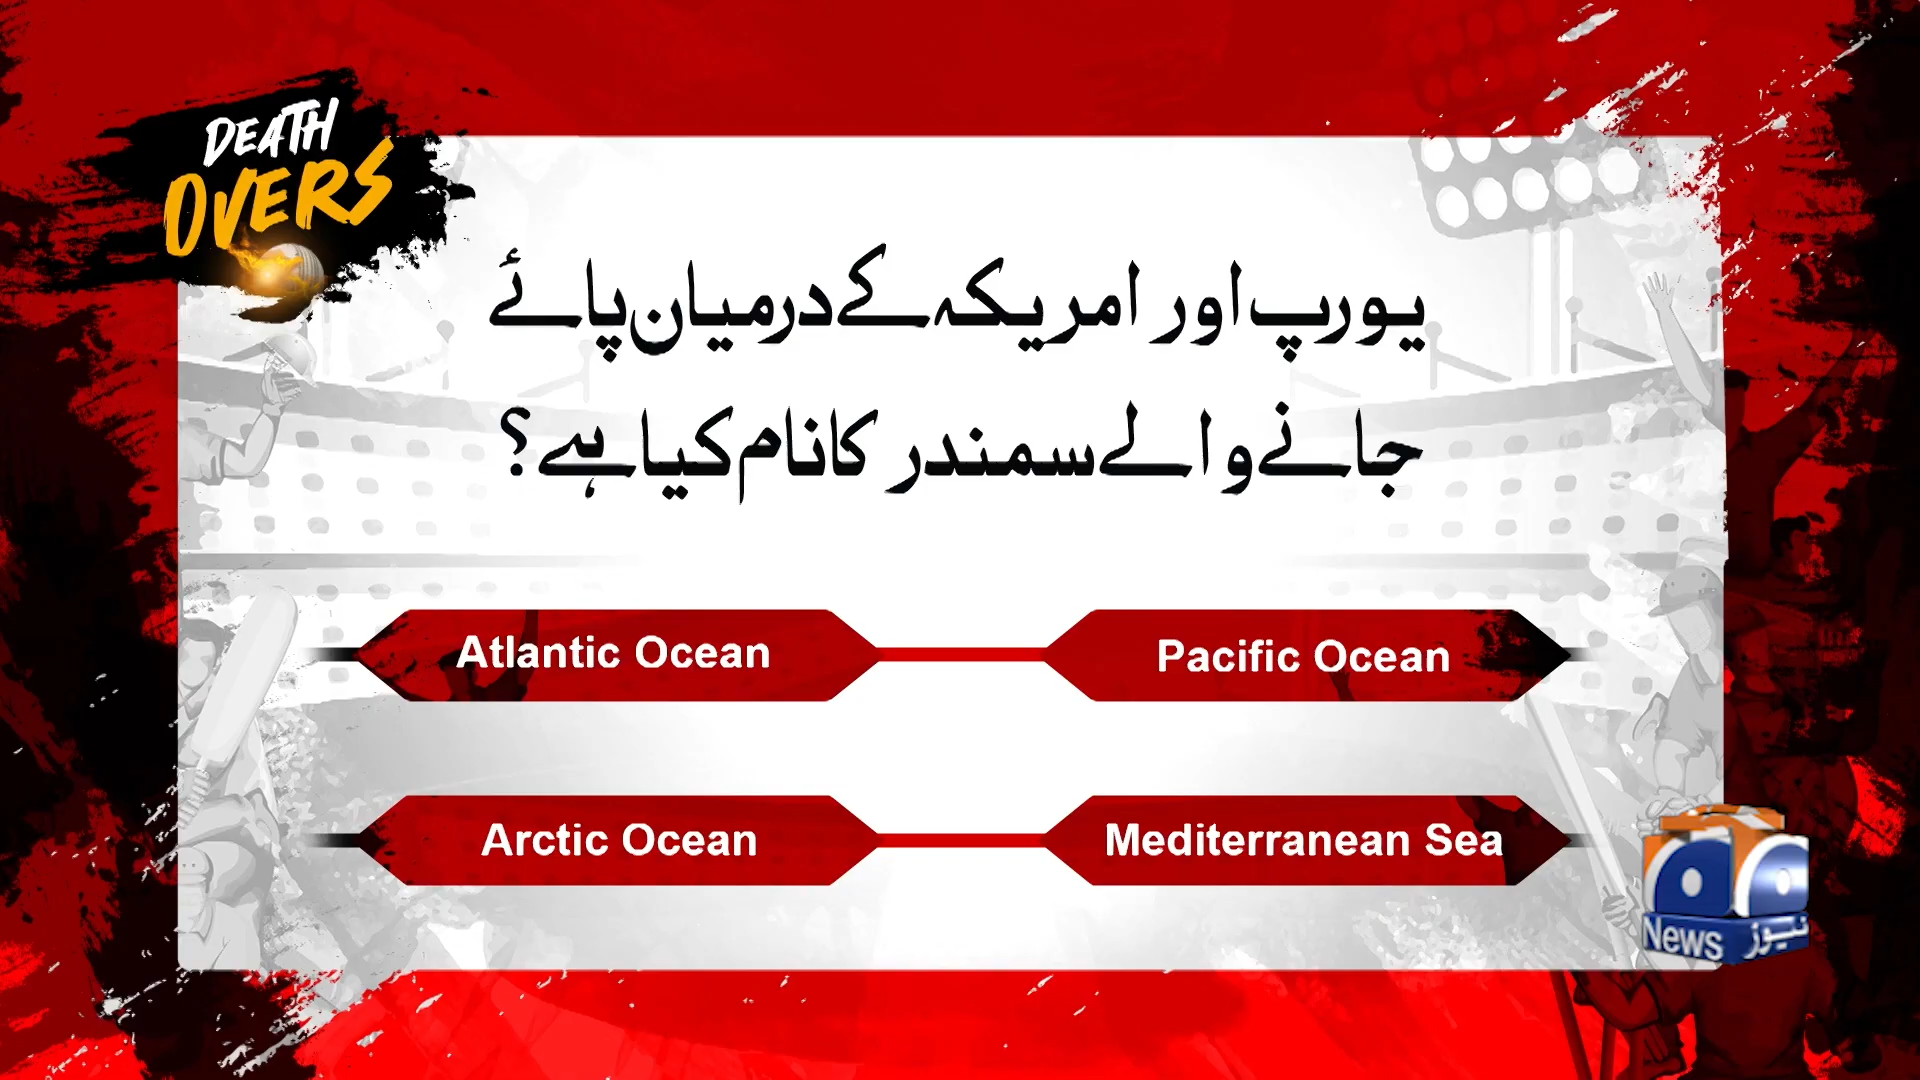 DEATH
OVERS
یورپ اور امریکہ کے درمیان پائے
جانے والے سمندر کا نام کیا ہے؟
Atlantic Ocean
Pacific Ocean
Arctic Ocean
Mediterranean Sea
News نیوز